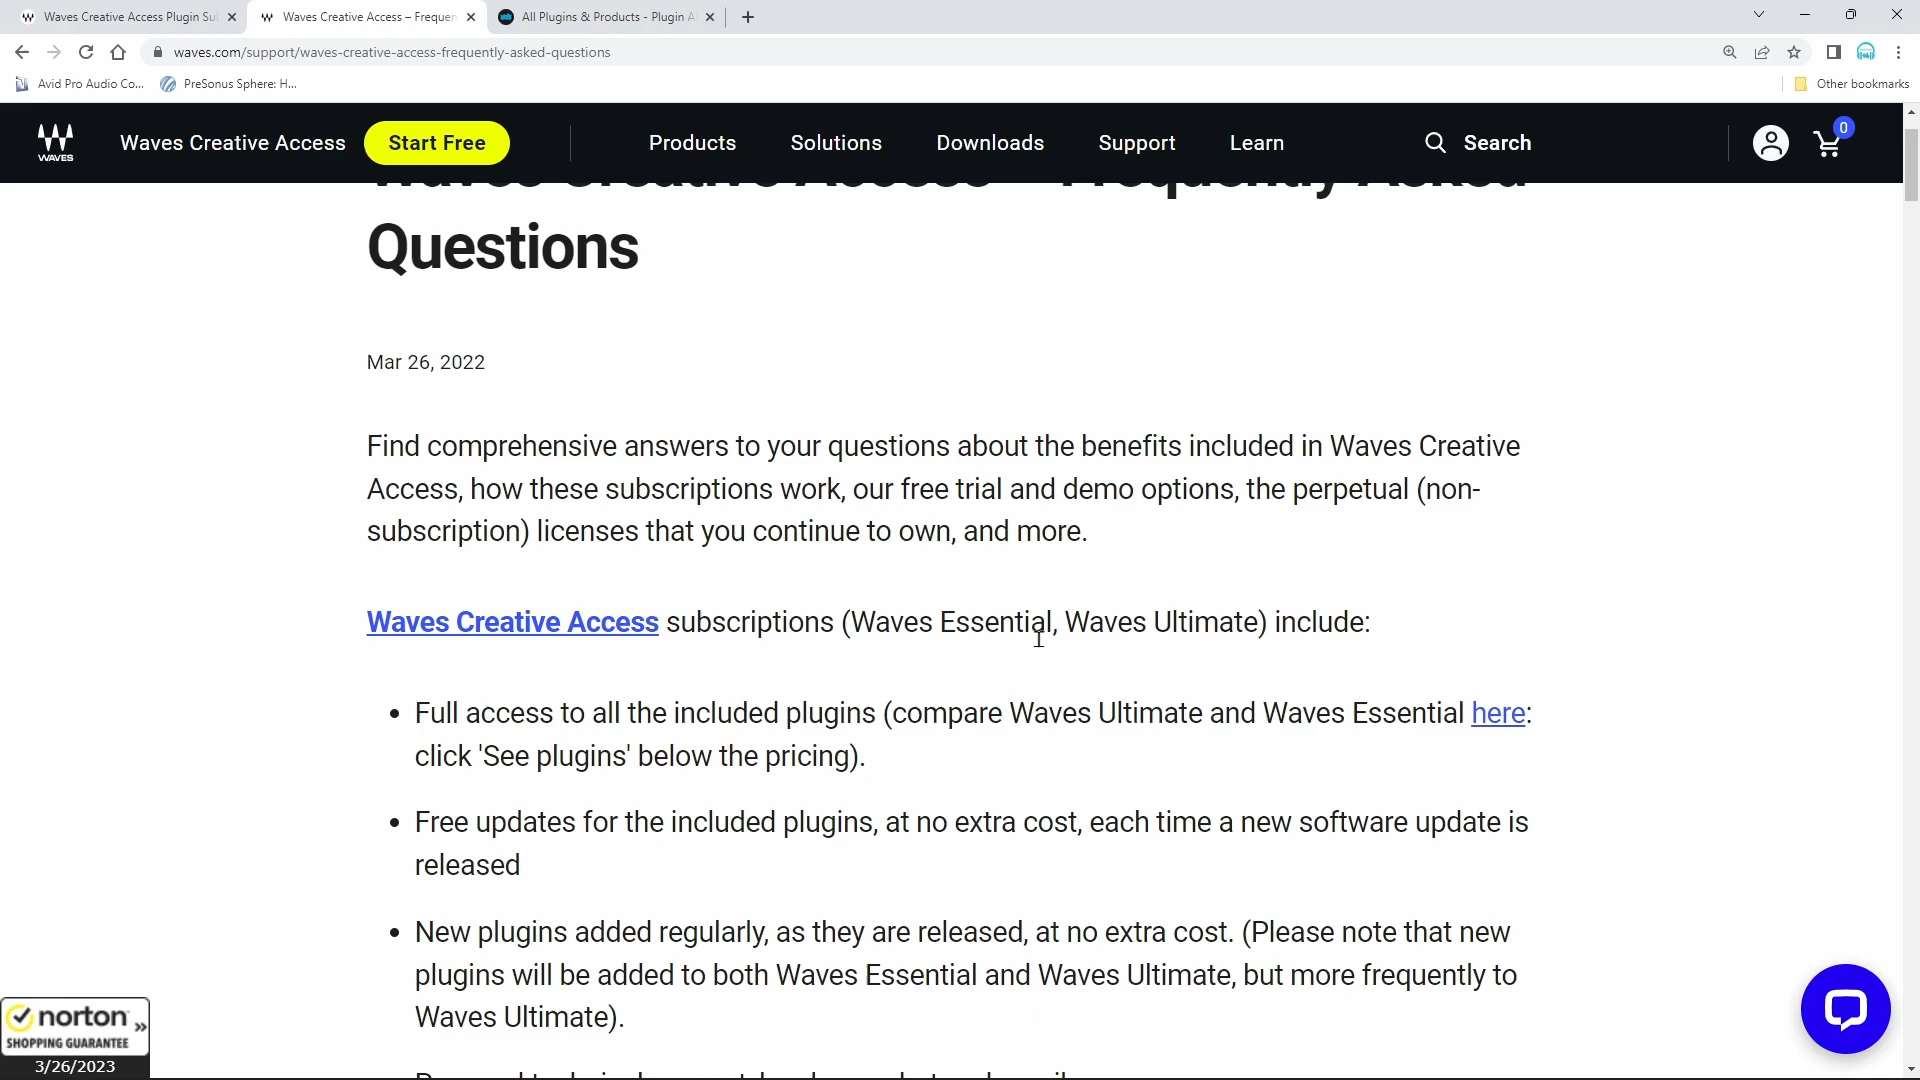 Waves Creative Access Plugin Su
Waves Creative Access – Frequen
All Plugins & Products - Plugin A
waves.com/support/waves-creative-access-frequently-asked-questions
Avid Pro Audio Co...
PreSonus Sphere: H...
Other bookmarks
WAVES
Waves Creative Access
Start Free
Products
Solutions
Downloads
Support
Learn
Search
0
Waves Creative Access – Frequently Asked
Questions
Mar 26, 2022
Find comprehensive answers to your questions about the benefits included in Waves Creative
Access, how these subscriptions work, our free trial and demo options, the perpetual (non-
subscription) licenses that you continue to own, and more.
Waves Creative Access subscriptions (Waves Essential, Waves Ultimate) include:
• Full access to all the included plugins (compare Waves Ultimate and Waves Essential here:
click 'See plugins' below the pricing).
• Free updates for the included plugins, at no extra cost, each time a new software update is
released
• New plugins added regularly, as they are released, at no extra cost. (Please note that new
plugins will be added to both Waves Essential and Waves Ultimate, but more frequently to
Waves Ultimate).
norton »
SHOPPING GUARANTEE
3/26/2023